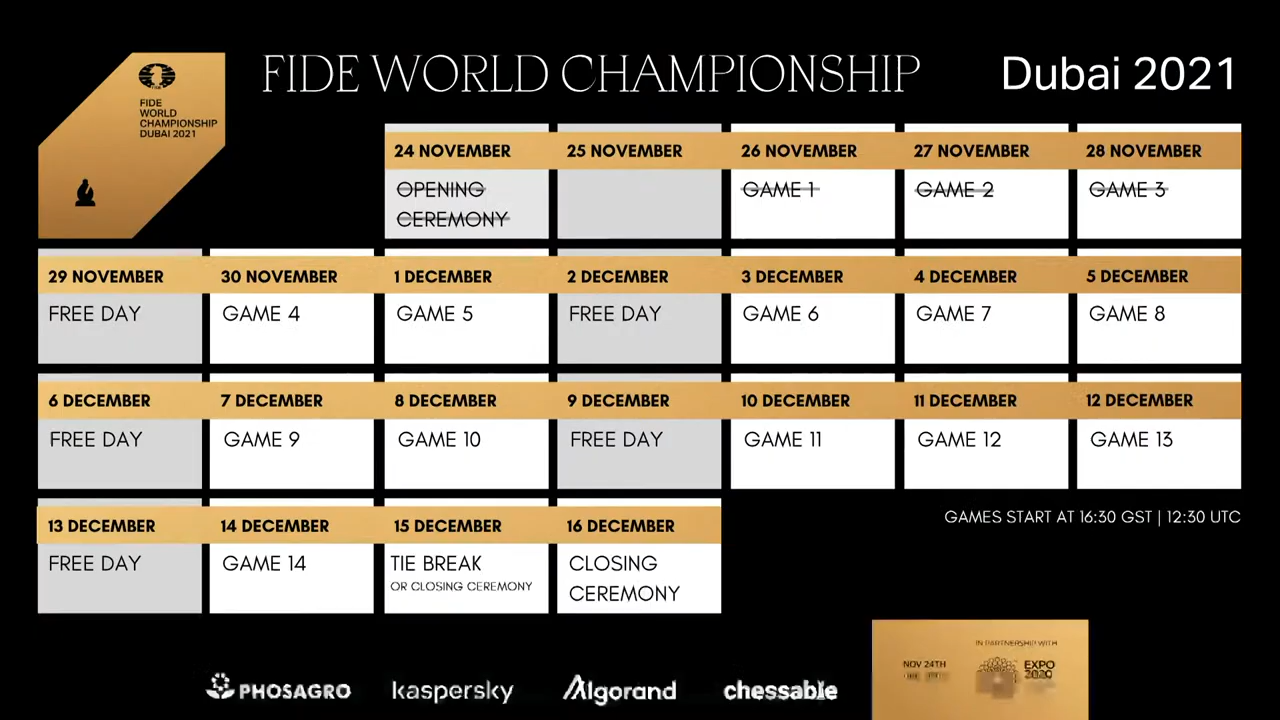 FIDE WORLD CHAMPIONSHIP
Dubai 2021
FIDE
WORLD
CHAMPIONSHIP
DUBAI 2021
24 NOVEMBER
25 NOVEMBER
26 NOVEMBER
27 NOVEMBER
28 NOVEMBER
OPENING
CEREMONY
GAME 1
GAME 2
GAME 3
29 NOVEMBER
30 NOVEMBER
1 DECEMBER
2 DECEMBER
3 DECEMBER
4 DECEMBER
5 DECEMBER
FREE DAY
GAME 4
GAME 5
FREE DAY
GAME 6
GAME 7
GAME 8
6 DECEMBER
7 DECEMBER
8 DECEMBER
9 DECEMBER
10 DECEMBER
11 DECEMBER
12 DECEMBER
FREE DAY
GAME 9
GAME 10
FREE DAY
GAME 11
GAME 12
GAME 13
13 DECEMBER
14 DECEMBER
15 DECEMBER
16 DECEMBER
FREE DAY
GAME 14
TIE BREAK
OR CLOSING CEREMONY
CLOSING
CEREMONY
GAMES START AT 16:30 GST | 12:30 UTC
PHOSAGRO
kaspersky
Algorand
chessable
IN PARTNERSHIP WITH
NOV 24TH
EXPO
2020